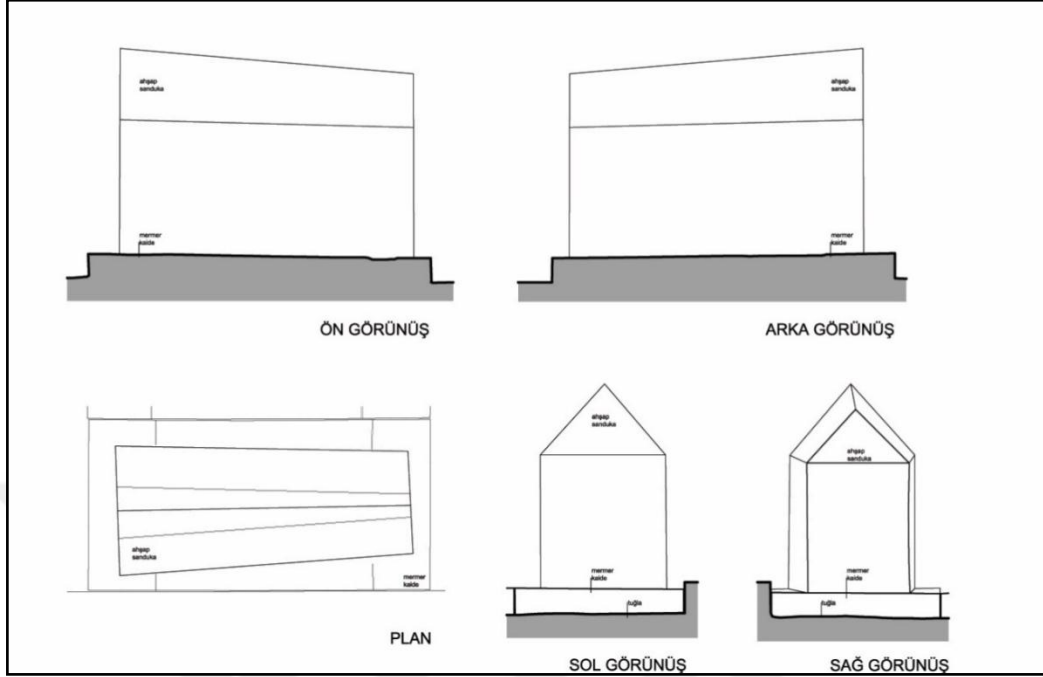 ahşap
sanduka
mermer
kaide
ÖN GÖRÜNÜŞ
ahşap
sanduka
mermer
kaide
ARKA GÖRÜNÜŞ
ahşap
sanduka
mermer
kaide
PLAN
ahşap
sanduka
mermer
kaide
tuğla
SOL GÖRÜNÜŞ
ahşap
sanduka
mermer
kaide
tuğla
SAĞ GÖRÜNÜŞ